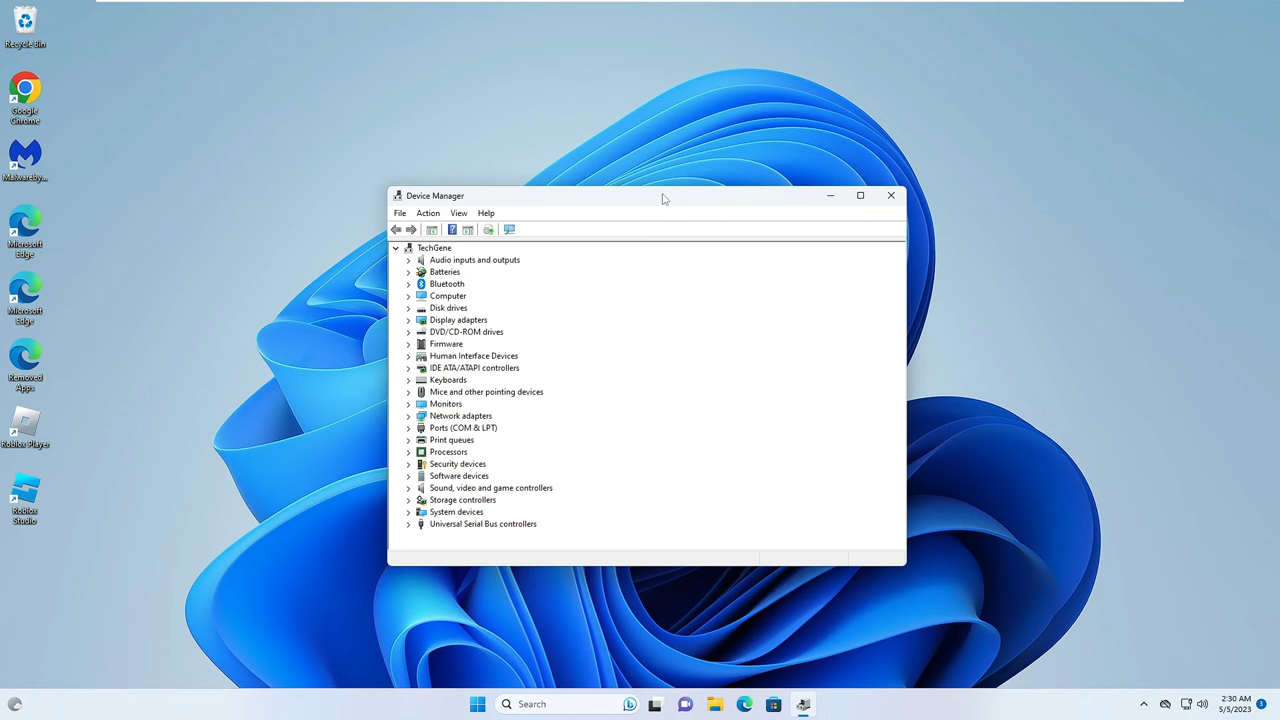 Recycle Bin
Google
Chrome
Malwareby...
Microsoft
Edge
Microsoft
Edge
Removed
Apps
Roblox Player
Roblox
Studio
Device Manager
File Action View Help
TechGene
Audio inputs and outputs
Batteries
Bluetooth
Computer
Disk drives
Display adapters
DVD/CD-ROM drives
Firmware
Human Interface Devices
IDE ATA/ATAPI controllers
Keyboards
Mice and other pointing devices
Monitors
Network adapters
Ports (COM & LPT)
Print queues
Processors
Security devices
Software devices
Sound, video and game controllers
Storage controllers
System devices
Universal Serial Bus controllers
Search
2:30 AM
5/5/2023
3